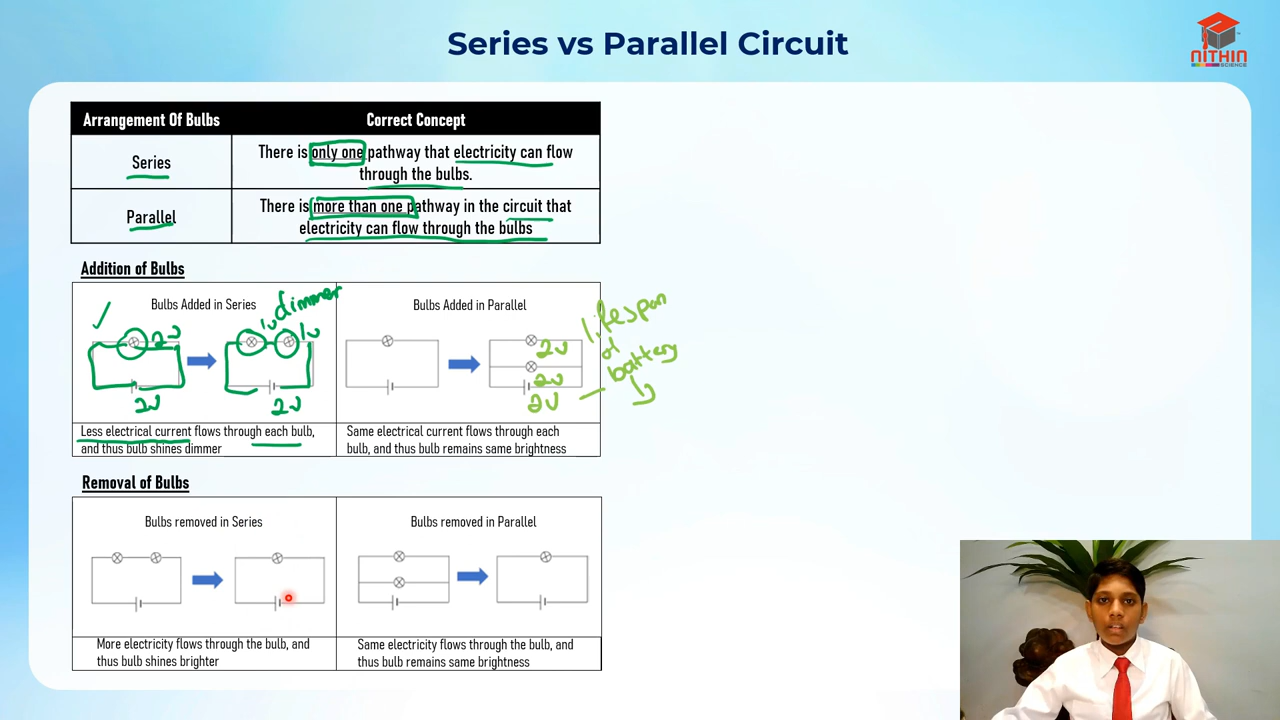 Series vs Parallel Circuit
NITHIN
SCIENCE
Arrangement Of Bulbs
Correct Concept
Series
There is only one pathway that electricity can flow
through the bulbs.
Parallel
There is more than one pathway in the circuit that
electricity can flow through the bulbs
Addition of Bulbs
Bulbs Added in Series
dimmer
2v
1v
1v
2v
2v
Less electrical current flows through each bulb,
and thus bulb shines dimmer
Bulbs Added in Parallel
lifespan
of
battery
2v
2v
2v
Same electrical current flows through each
bulb, and thus bulb remains same brightness
Removal of Bulbs
Bulbs removed in Series
More electricity flows through the bulb, and
thus bulb shines brighter
Bulbs removed in Parallel
Same electricity flows through the bulb, and
thus bulb remains same brightness